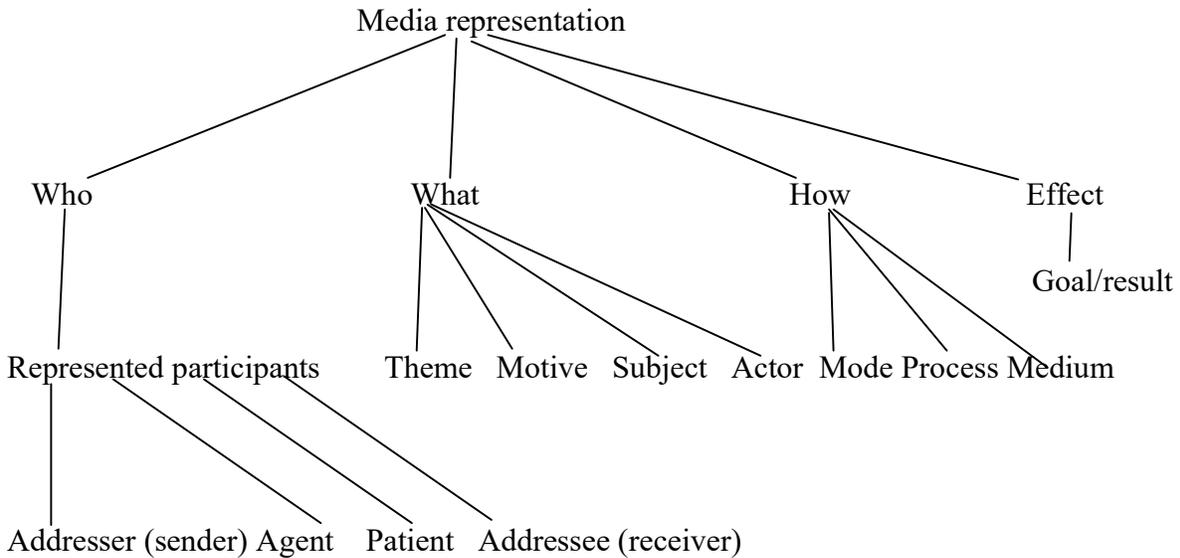 Media representation
Who What How Effect
Goal/result
Represented participants Theme Motive Subject Actor Mode Process Medium
Addresser (sender) Agent Patient Addressee (receiver)